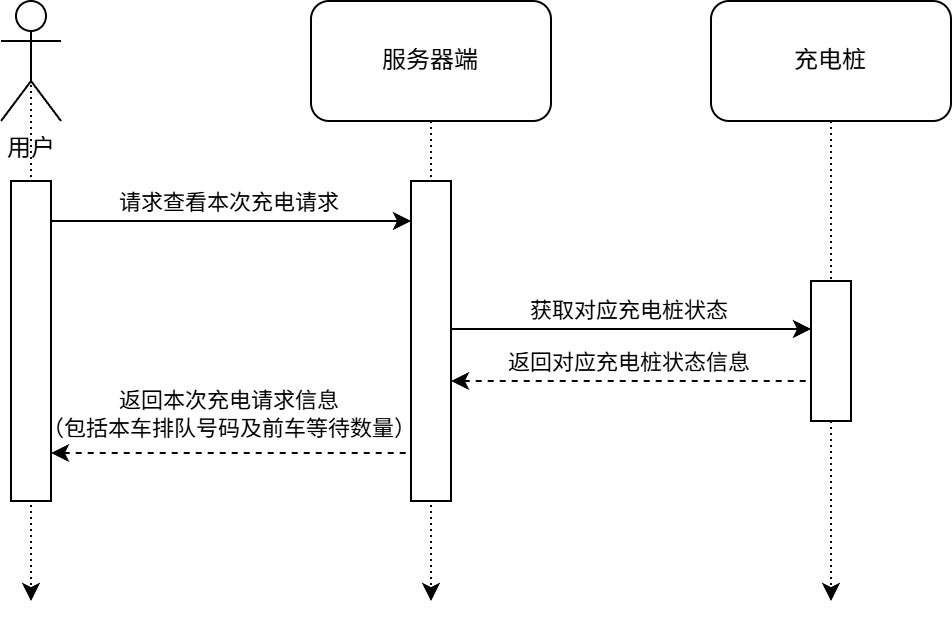 服务器端
充电桩
用户
请求查看本次充电请求
获取对应充电桩状态
返回对应充电桩状态信息
返回本次充电请求信息
（包括本车排队号码及前车等待数量）